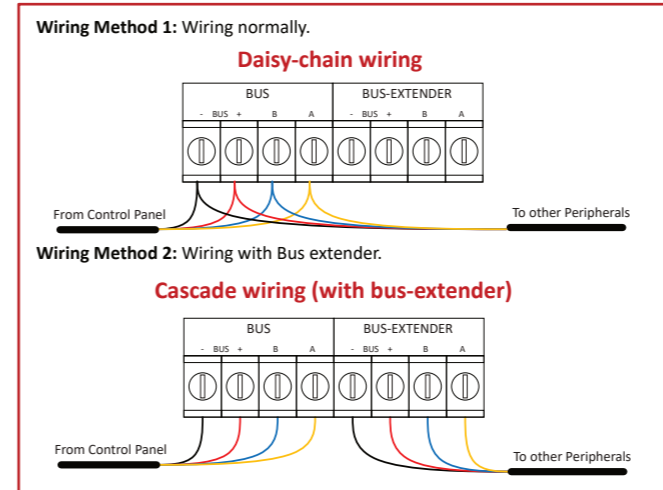 Wiring Method 1: Wiring normally.
Daisy-chain wiring
BUS BUS-EXTENDER
- BUS + B A - BUS + B A
From Control Panel To other Peripherals
Wiring Method 2: Wiring with Bus extender.
Cascade wiring (with bus-extender)
BUS BUS-EXTENDER
- BUS + B A - BUS + B A
From Control Panel To other Peripherals